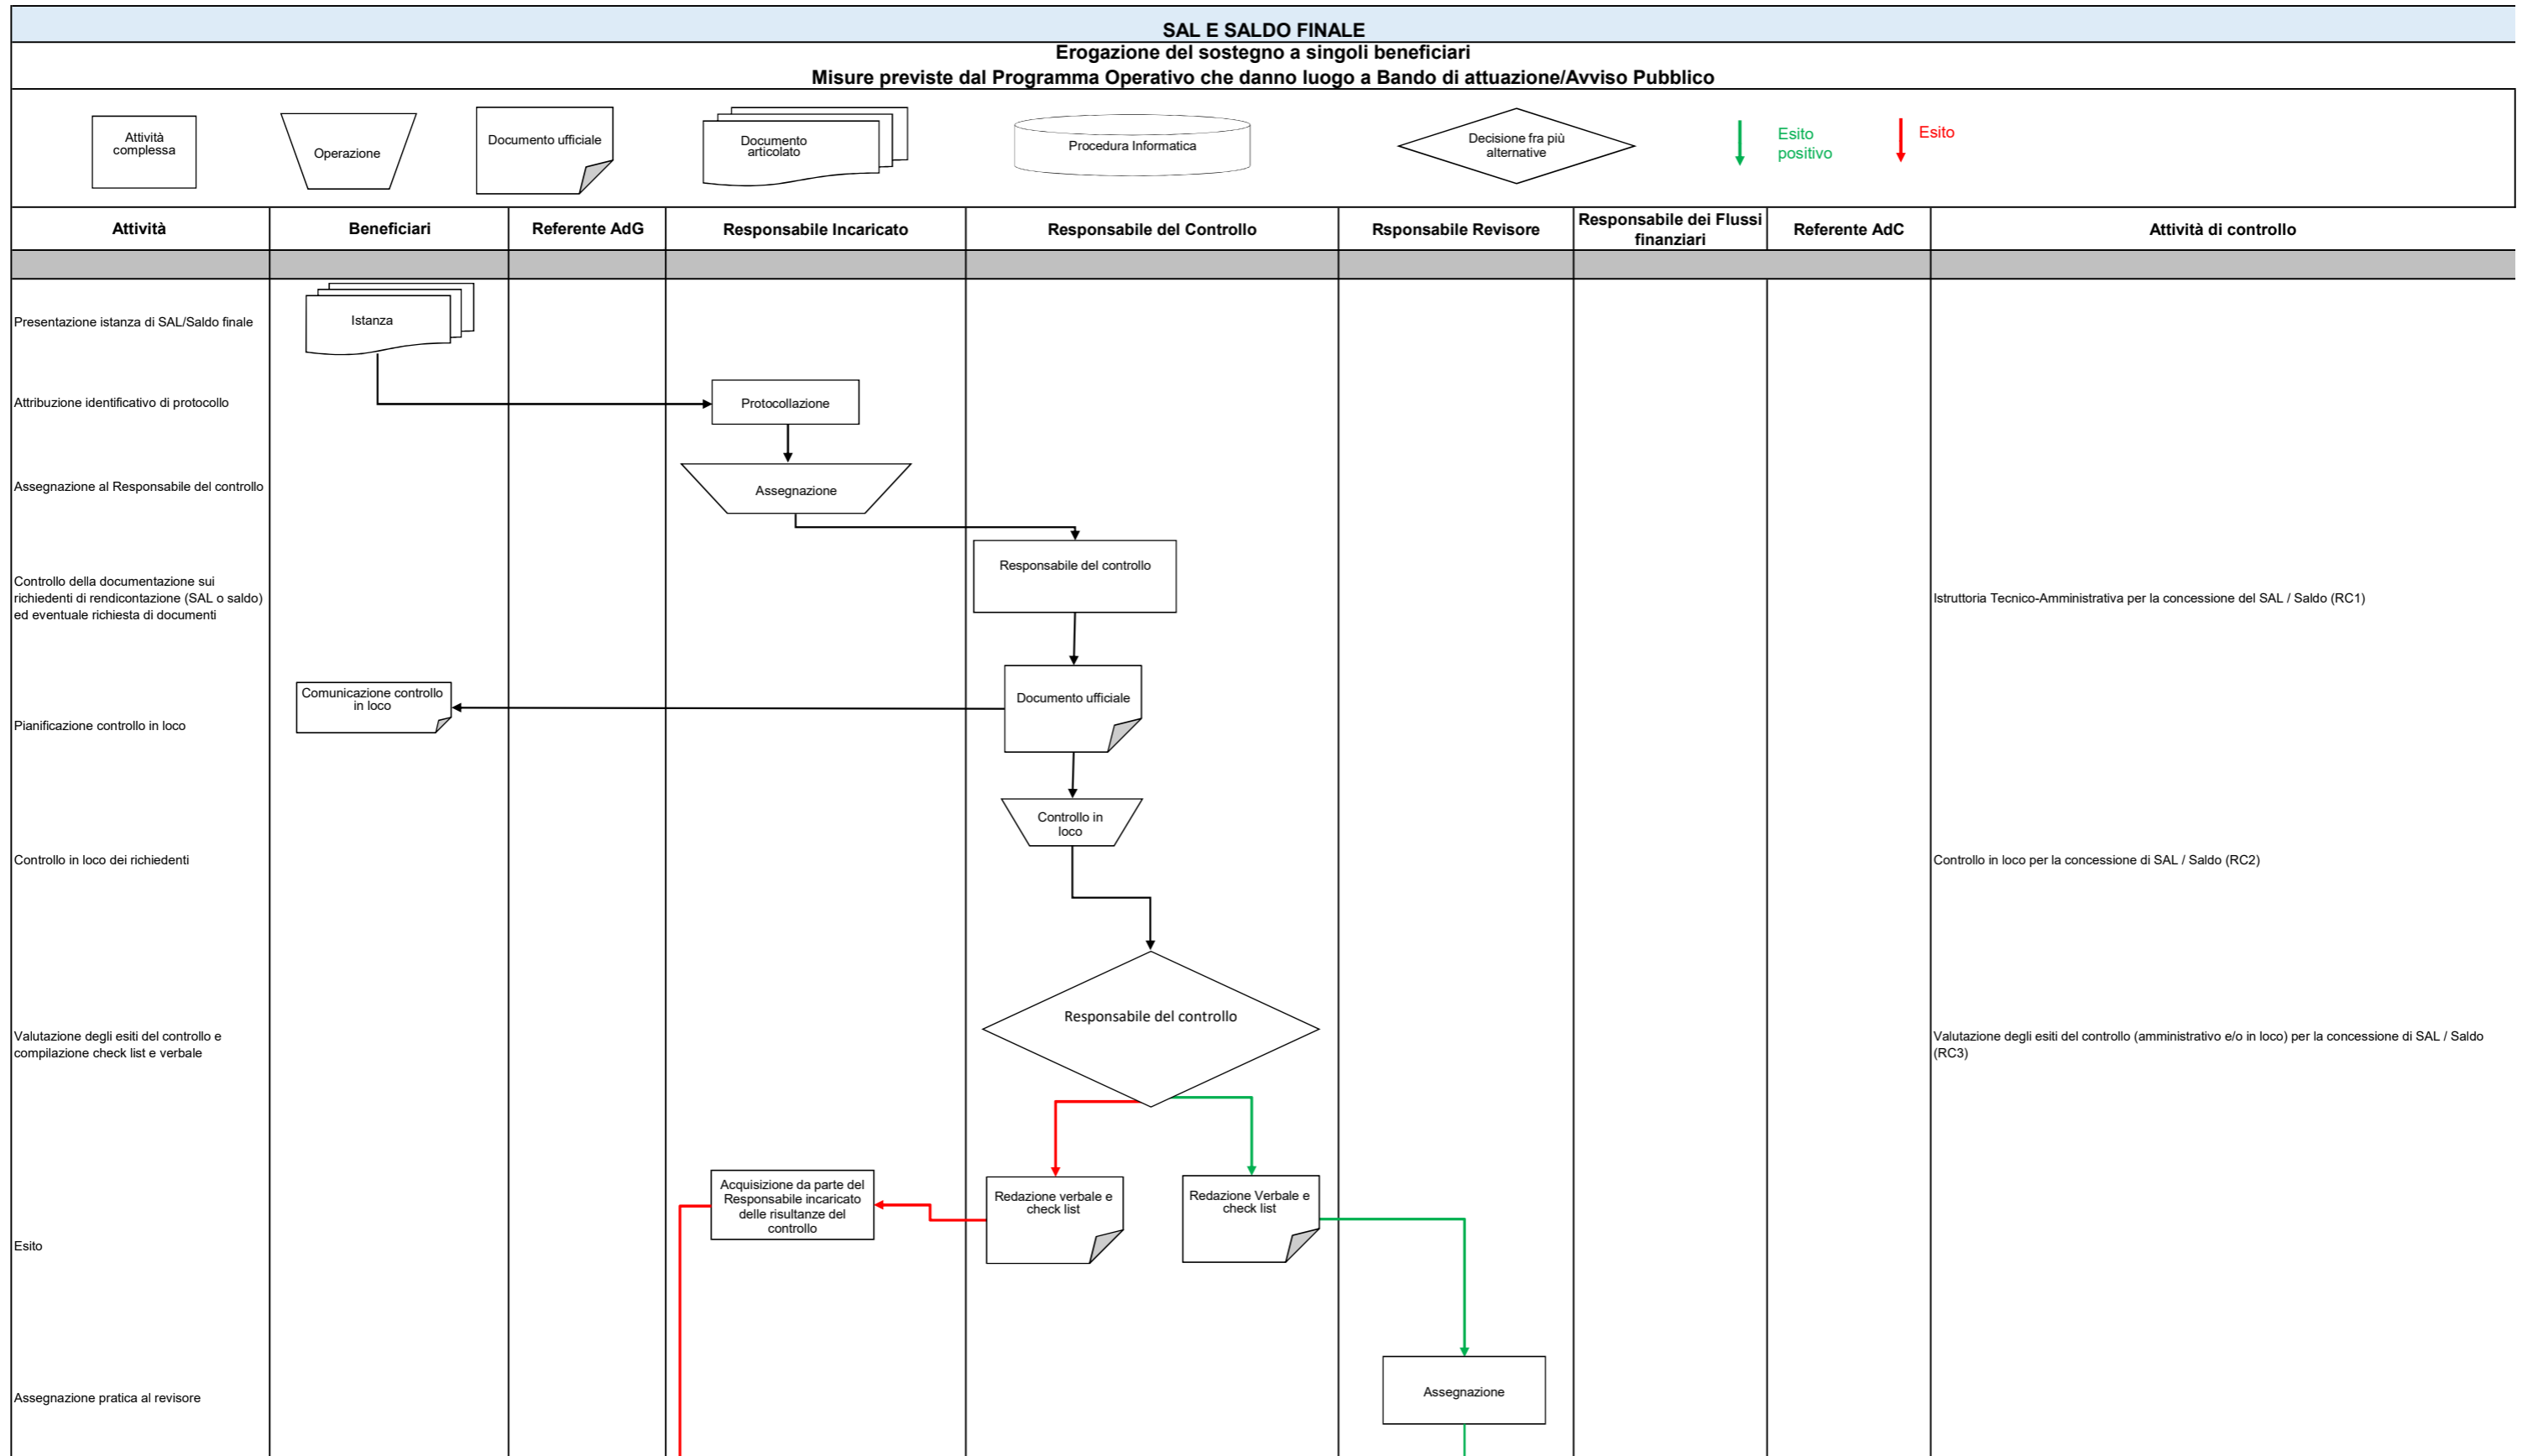 SAL E SALDO FINALE
Erogazione del sostegno a singoli beneficiari
Misure previste dal Programma Operativo che danno luogo a Bando di attuazione/Avviso Pubblico
Attività
complessa
Operazione
Documento ufficiale
Documento
articolato
Procedura Informatica
Decisione fra più
alternative
Esito
positivo
Esito
Attività
Beneficiari
Referente AdG
Responsabile Incaricato
Responsabile del Controllo
Rsponsabile Revisore
Responsabile dei Flussi
finanziari
Referente AdC
Attività di controllo
Presentazione istanza di SAL/Saldo finale
Istanza
Attribuzione identificativo di protocollo
Protocollazione
Assegnazione al Responsabile del controllo
Assegnazione
Controllo della documentazione sui
richiedenti di rendicontazione (SAL o saldo)
ed eventuale richiesta di documenti
Responsabile del controllo
Istruttoria Tecnico-Amministrativa per la concessione del SAL / Saldo (RC1)
Pianificazione controllo in loco
Comunicazione controllo
in loco
Documento ufficiale
Controllo in
loco
Controllo in loco dei richiedenti
Controllo in loco per la concessione di SAL / Saldo (RC2)
Valutazione degli esiti del controllo e
compilazione check list e verbale
Responsabile del controllo
Valutazione degli esiti del controllo (amministrativo e/o in loco) per la concessione di SAL / Saldo
(RC3)
Esito
Acquisizione da parte del
Responsabile incaricato
delle risultanze del
controllo
Redazione verbale e
check list
Redazione Verbale e
check list
Assegnazione pratica al revisore
Assegnazione